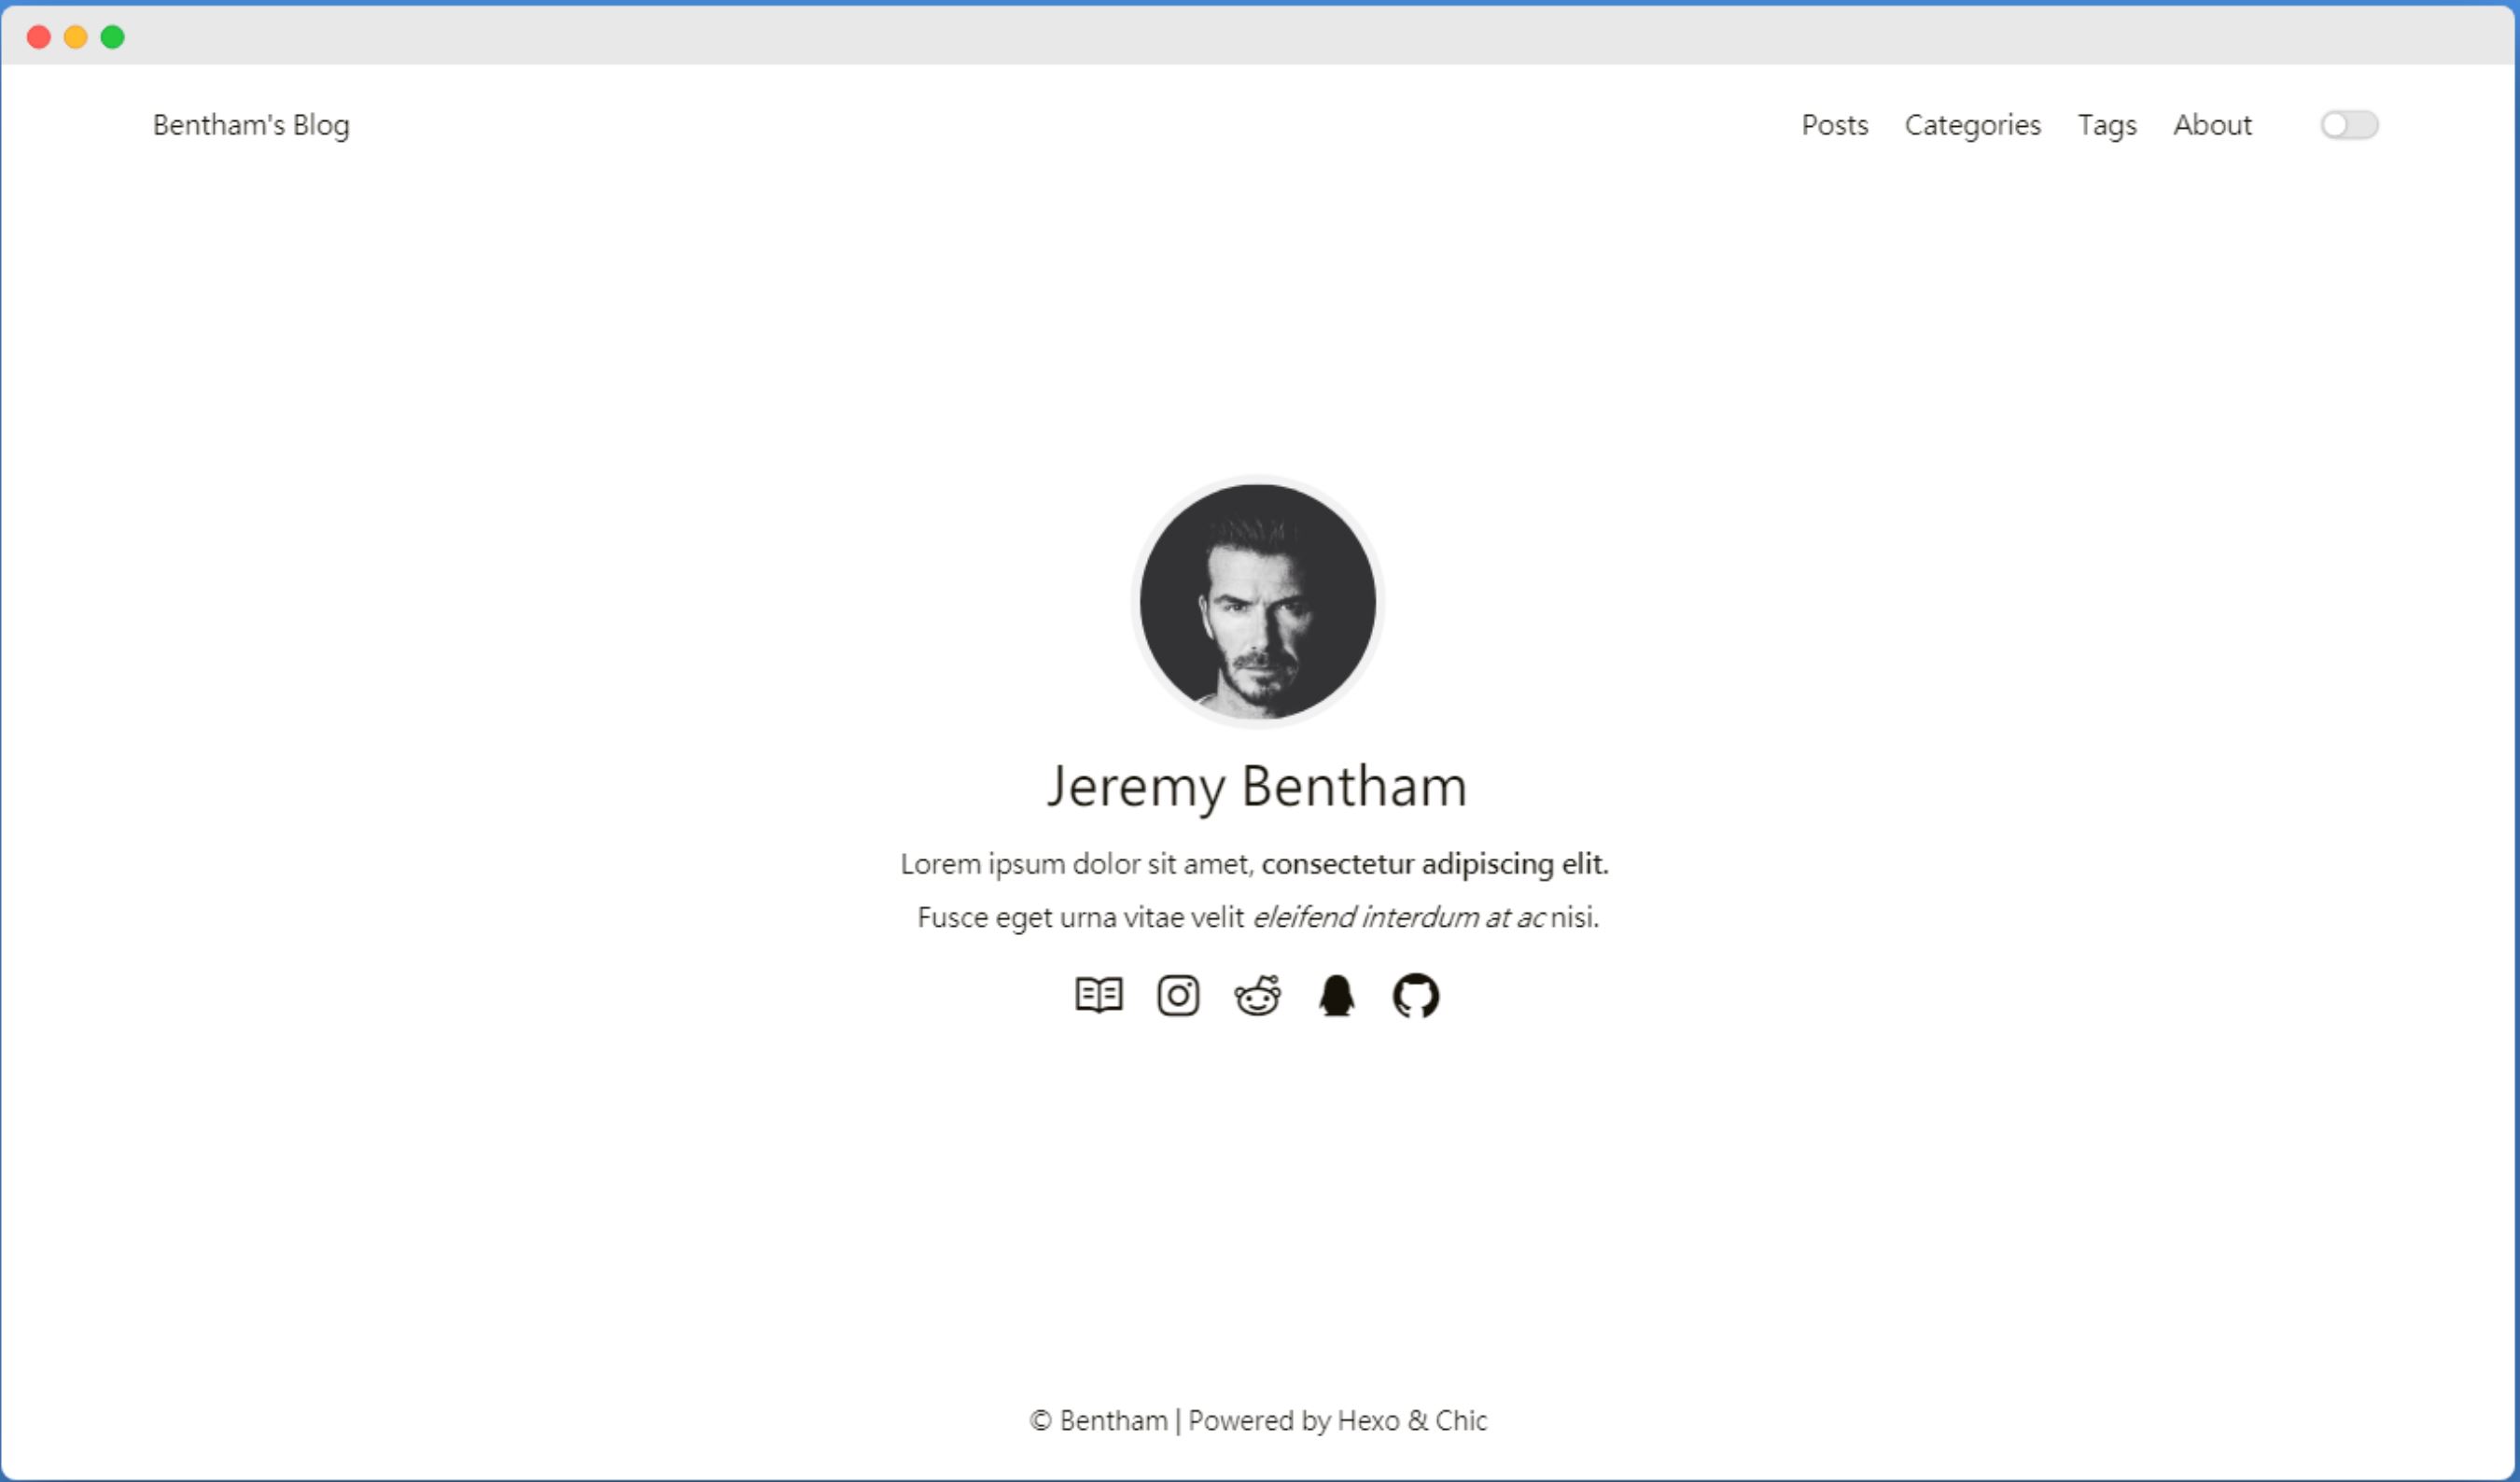 Bentham's Blog
Posts Categories Tags About
Jeremy Bentham
Lorem ipsum dolor sit amet, consectetur adipiscing elit.
Fusce eget urna vitae velit eleifend interdum at ac nisi.
© Bentham | Powered by Hexo & Chic